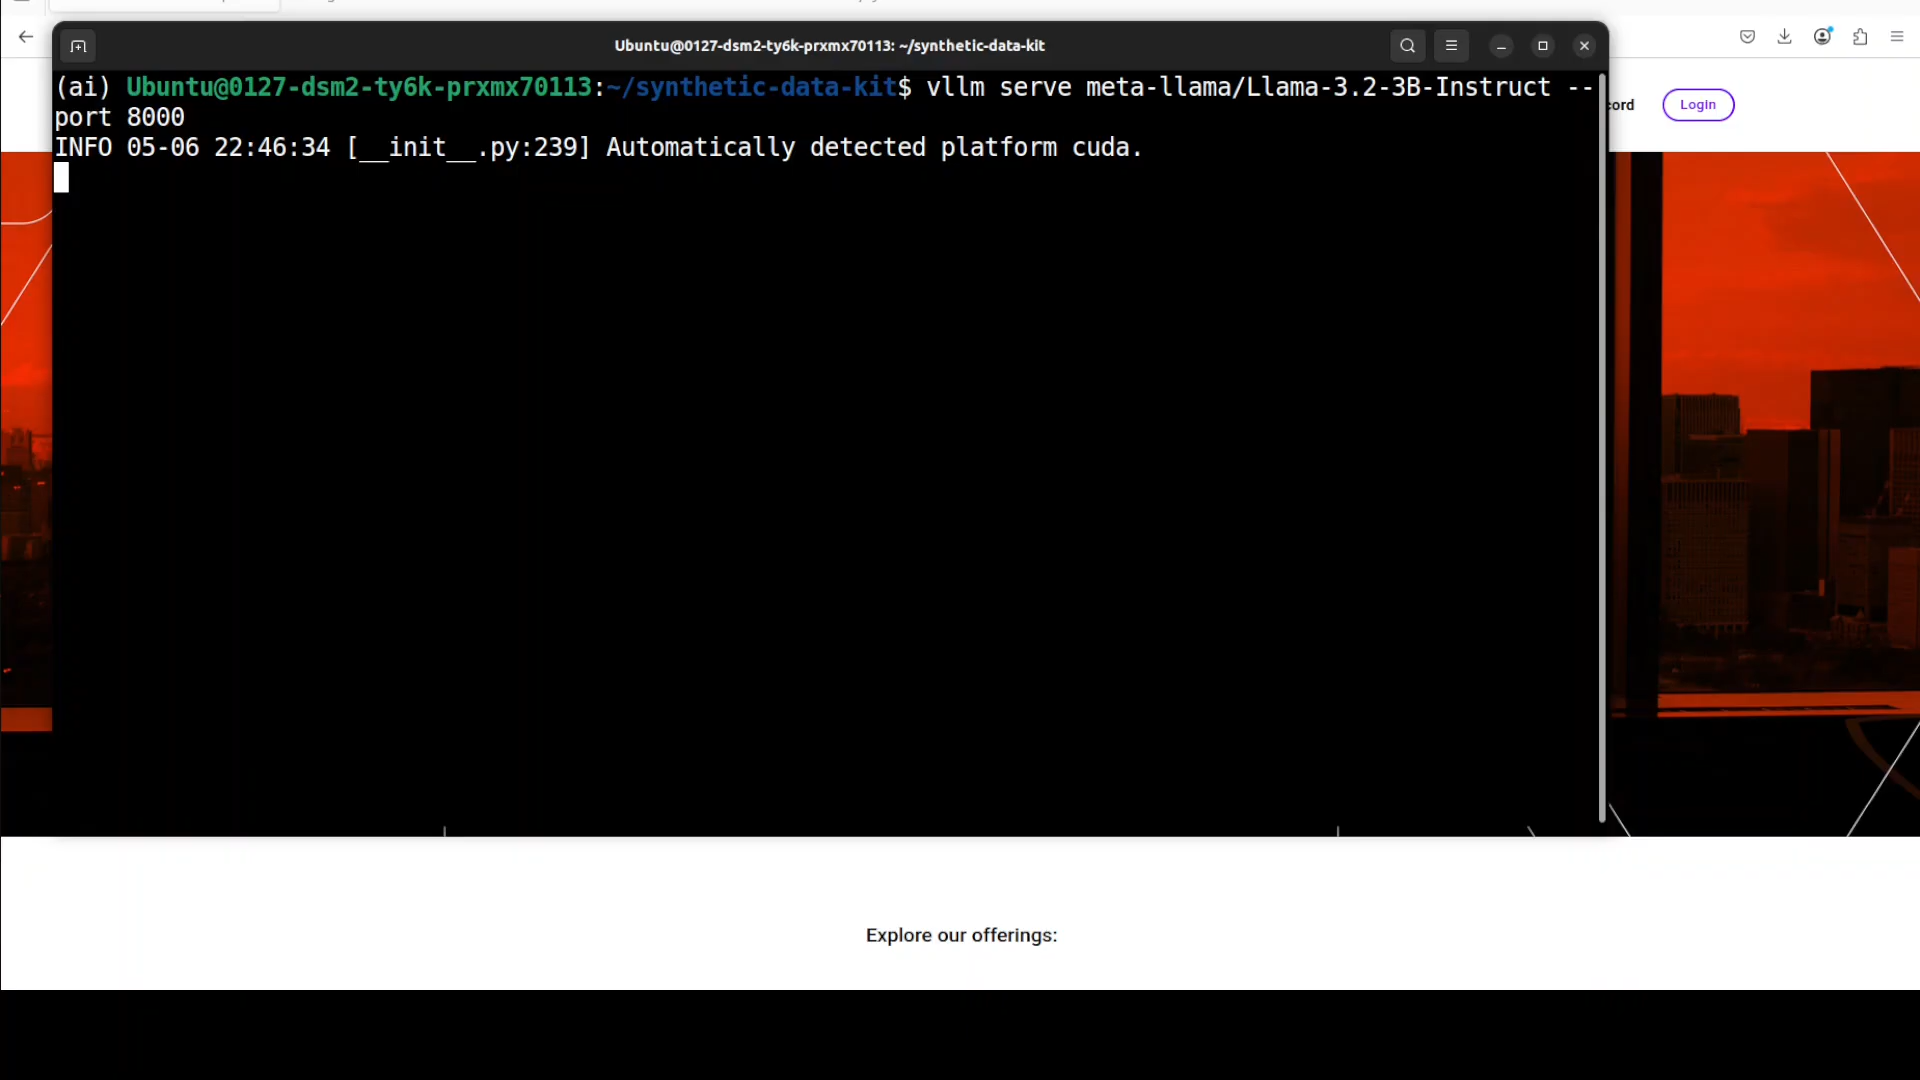 Ubuntu@0127-dsm2-ty6k-prxmx70113: ~/synthetic-data-kit
(ai) Ubuntu@0127-dsm2-ty6k-prxmx70113:~/synthetic-data-kit$ vllm serve meta-llama/Llama-3.2-3B-Instruct --
port 8000
INFO 05-06 22:46:34 [__init__.py:239] Automatically detected platform cuda.
Login
Explore our offerings: